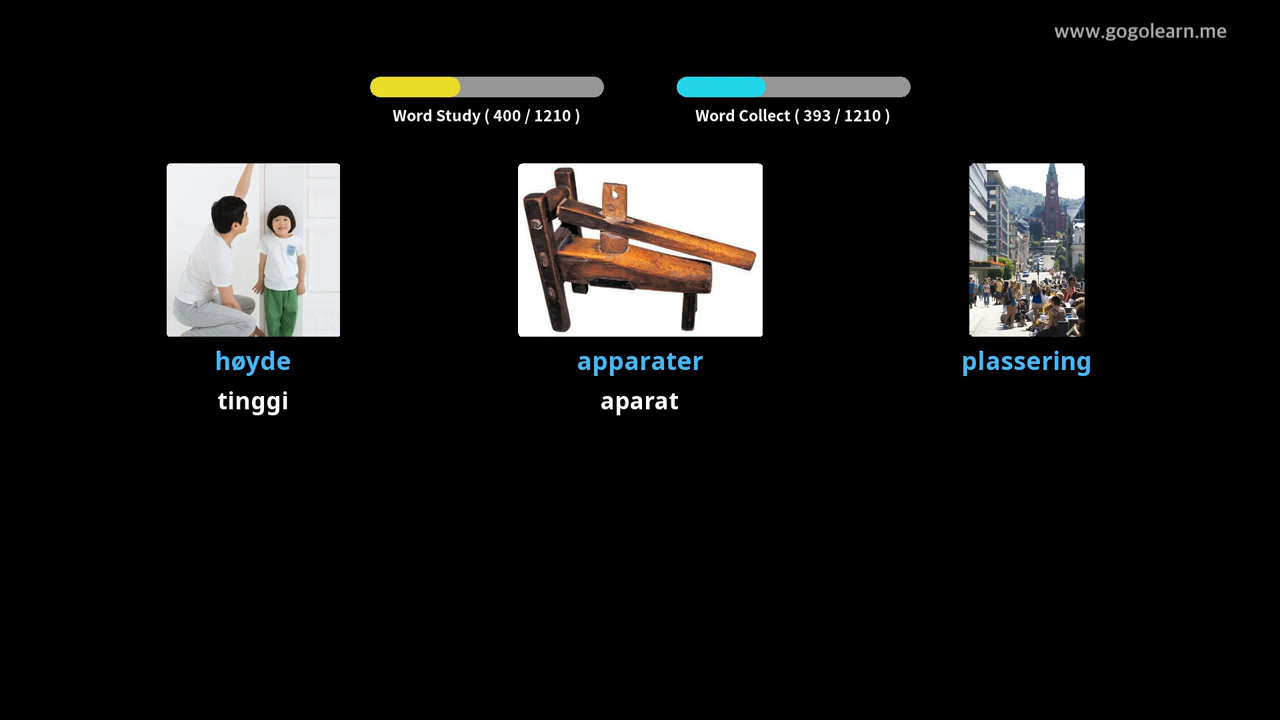 www.gogolearn.me
Word Study ( 400 / 1210 )
Word Collect ( 393 / 1210 )
høyde
apparater
plassering
tinggi
aparat